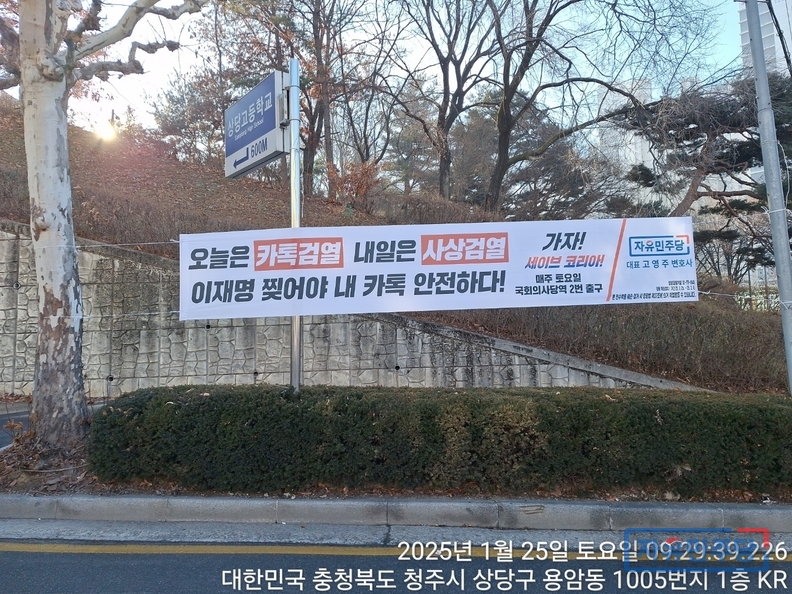 상당고등학교
600M
오늘은 카톡검열 내일은 사상검열
이재명 찢어야 내 카톡 안전하다!
가자!
세이브 코리아!
매주 토요일
국회의사당역 2번 출구
자유민주당
대표 고영주 변호사
2025년 1월 25일 토요일 09:29:39.226
대한민국 충청북도 청주시 상당구 용암동 1005번지 1층 KR